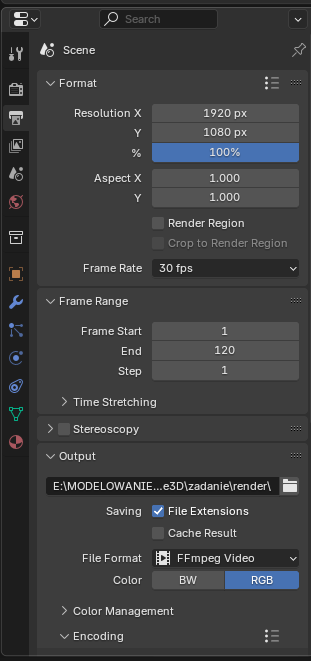 Search
Scene
Format
Resolution X 1920 px
Y 1080 px
% 100%
Aspect X 1.000
Y 1.000
Render Region
Crop to Render Region
Frame Rate 30 fps
Frame Range
Frame Start 1
End 120
Step 1
Time Stretching
Stereoscopy
Output
E:\MODELOWANIE...e3D\zadanie\render\
Saving File Extensions
Cache Result
File Format FFmpeg Video
Color BW RGB
Color Management
Encoding